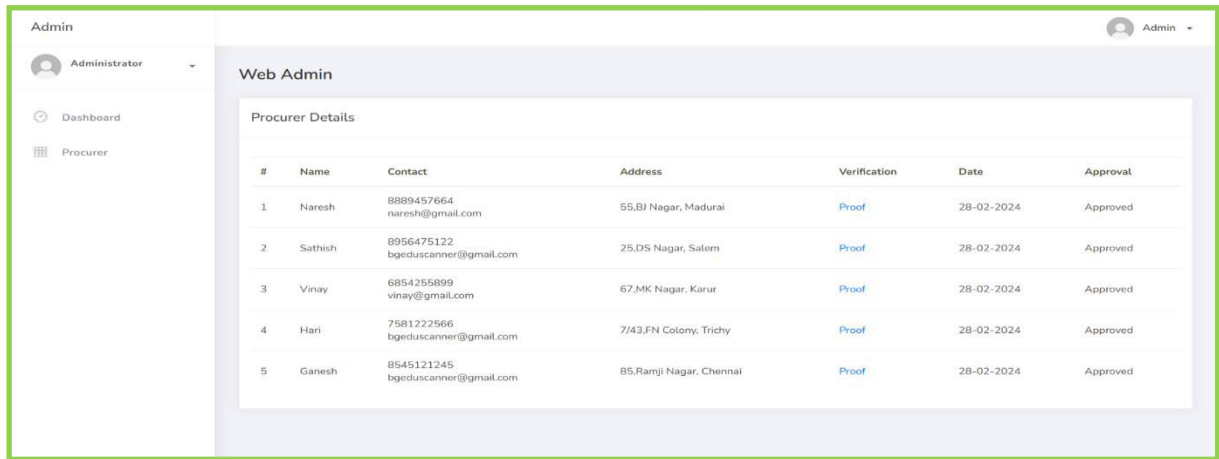 Admin
Admin
Administrator
Web Admin
Dashboard
Procurer
Procurer Details
# Name Contact Address Verification Date Approval
1 Naresh 8889457664 55,BJ Nagar, Madurai Proof 28-02-2024 Approved
naresh@gmail.com
2 Sathish 8956475122 25,DS Nagar, Salem Proof 28-02-2024 Approved
bgeduscanner@gmail.com
3 Vinay 6854255899 67,MK Nagar, Karur Proof 28-02-2024 Approved
vinay@gmail.com
4 Hari 7581222566 7/43,FN Colony, Trichy Proof 28-02-2024 Approved
bgeduscanner@gmail.com
5 Ganesh 8545121245 85,Ramji Nagar, Chennai Proof 28-02-2024 Approved
bgeduscanner@gmail.com